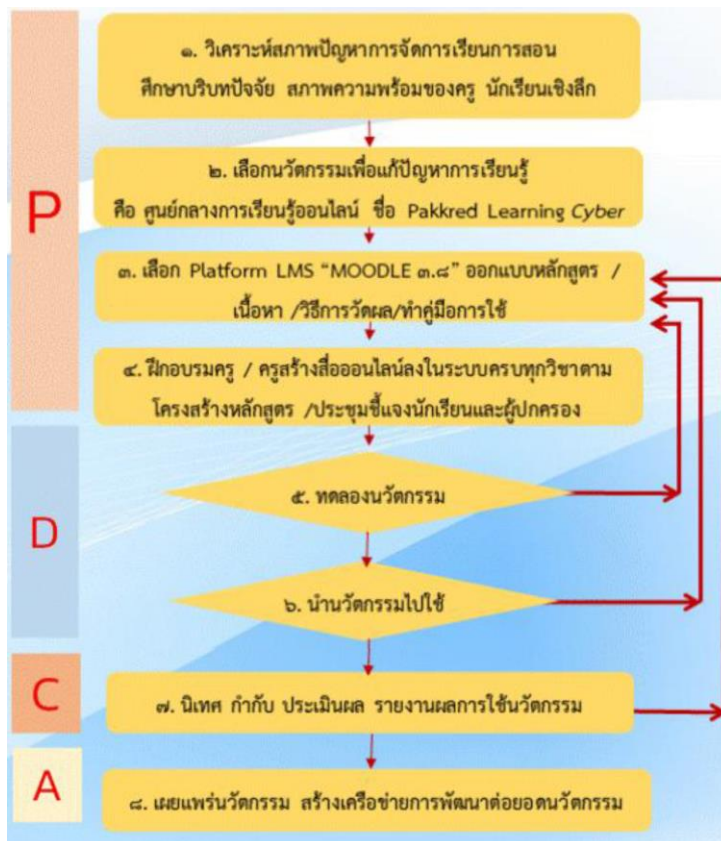 P
๑. วิเคราะห์สภาพปัญหาการจัดการเรียนการสอน
ศึกษาบริบทปัจจัย สภาพความพร้อมของครู นักเรียนเชิงลึก
๒. เลือกนวัตกรรมเพื่อแก้ปัญหาการเรียนรู้
คือ ศูนย์กลางการเรียนรู้ออนไลน์ ชื่อ Pakkred Learning Cyber
๓. เลือก Platform LMS “MOODLE ๓.๘” ออกแบบหลักสูตร /
เนื้อหา /วิธีการวัดผล/ทำคู่มือการใช้
๔. ฝึกอบรมครู / ครูสร้างสื่อออนไลน์ลงในระบบครบทุกวิชาตาม
โครงสร้างหลักสูตร /ประชุมชี้แจงนักเรียนและผู้ปกครอง
D
๕. ทดลองนวัตกรรม
๖. นำนวัตกรรมไปใช้
C
๗. นิเทศ กำกับ ประเมินผล รายงานผลการใช้นวัตกรรม
A
๘. เผยแพร่นวัตกรรม สร้างเครือข่ายการพัฒนาต่อยอดนวัตกรรม